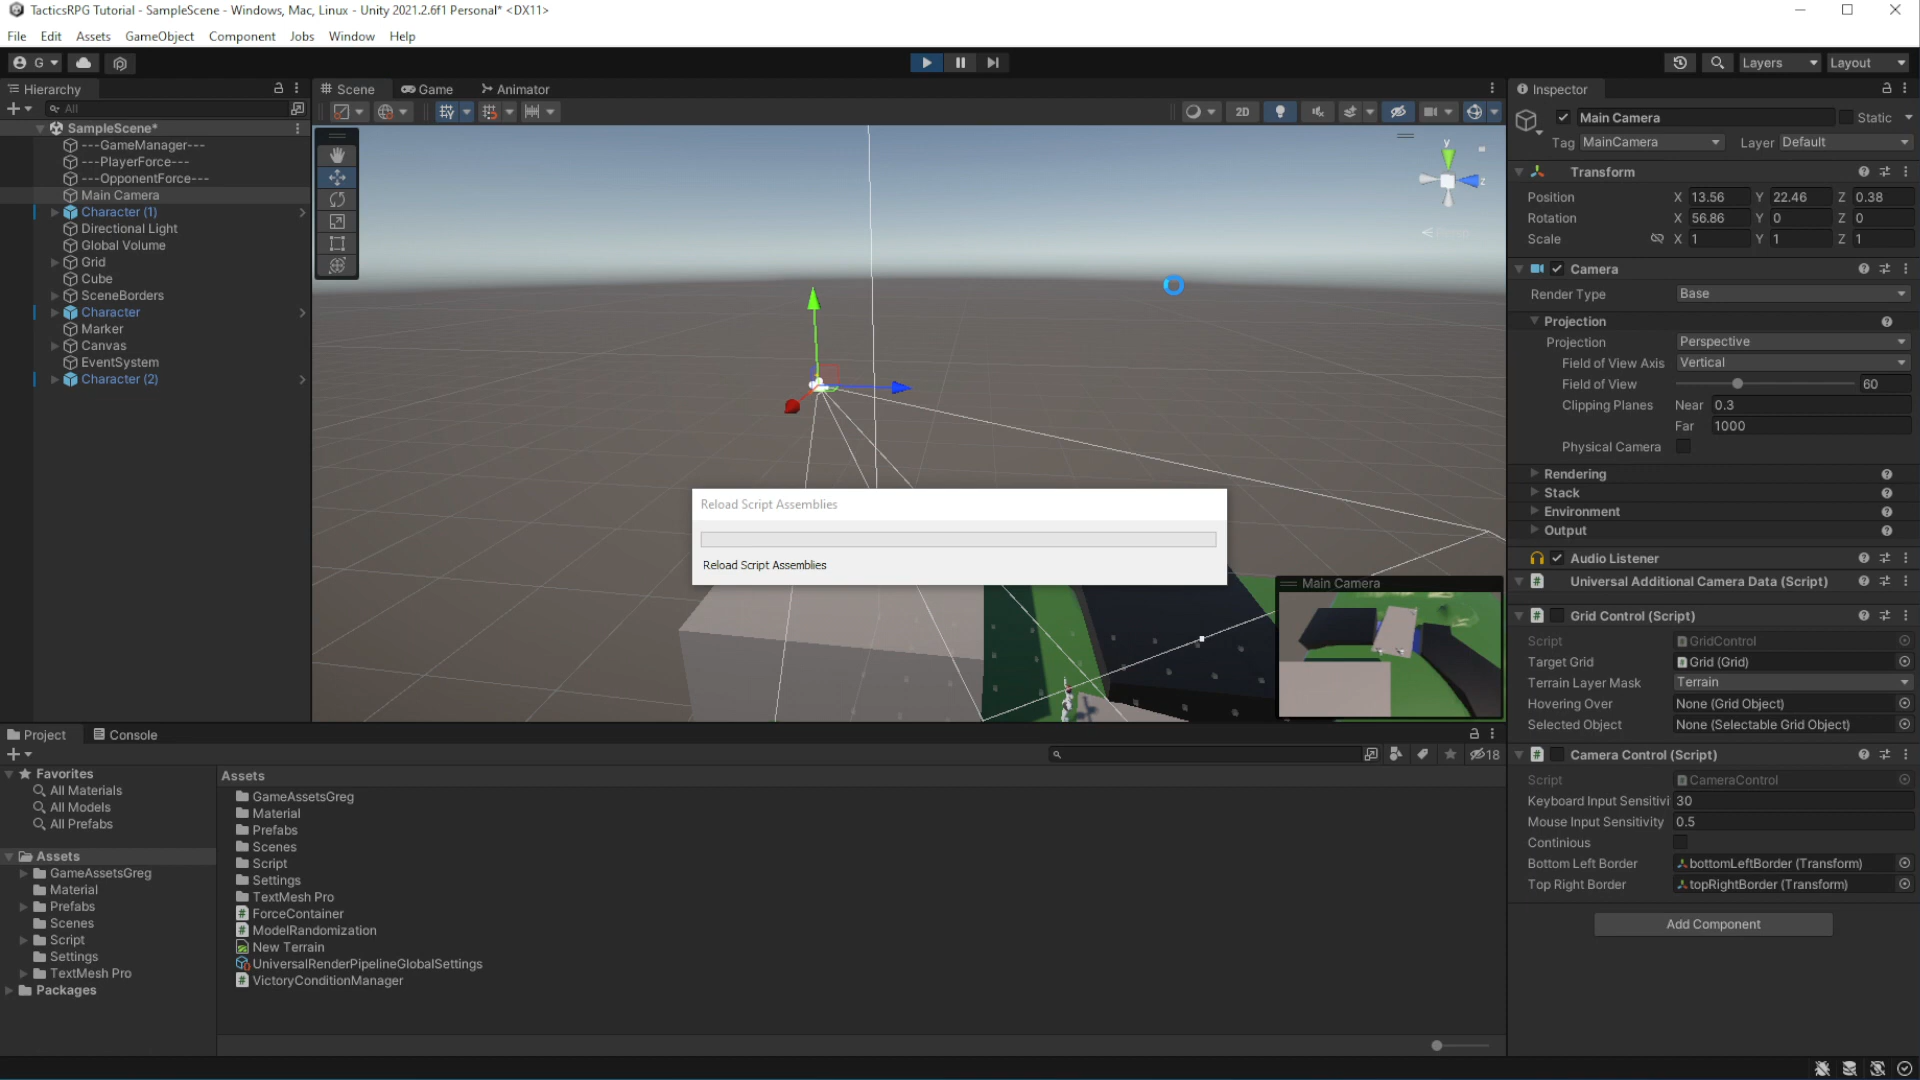 TacticsRPG Tutorial - SampleScene - Windows, Mac, Linux - Unity 2021.2.6f1 Personal* <DX11>
File Edit Assets GameObject Component Jobs Window Help
G Layers Layout
Hierarchy
All
SampleScene*
---GameManager---
---PlayerForce---
---OpponentForce---
Main Camera
Character (1)
Directional Light
Global Volume
Grid
Cube
SceneBorders
Character
Marker
Canvas
EventSystem
Character (2)
Scene Game Animator
2D
y
z
Reload Script Assemblies
Reload Script Assemblies
Main Camera
Inspector
Main Camera Static
Tag MainCamera Layer Default
Transform
Position X 13.56 Y 22.46 Z 0.38
Rotation X 56.86 Y 0 Z 0
Scale X 1 Y 1 Z 1
Camera
Render Type Base
Projection
Projection Perspective
Field of View Axis Vertical
Field of View 60
Clipping Planes Near 0.3
Far 1000
Physical Camera
Rendering
Stack
Environment
Output
Audio Listener
Universal Additional Camera Data (Script)
Grid Control (Script)
Script GridControl
Target Grid Grid (Grid)
Terrain Layer Mask Terrain
Hovering Over None (Grid Object)
Selected Object None (Selectable Grid Object)
Camera Control (Script)
Script CameraControl
Keyboard Input Sensitivi 30
Mouse Input Sensitivity 0.5
Continious
Bottom Left Border bottomLeftBorder (Transform)
Top Right Border topRightBorder (Transform)
Add Component
Project Console
18
Favorites
All Materials
All Models
All Prefabs
Assets
GameAssetsGreg
Material
Prefabs
Scenes
Script
Settings
TextMesh Pro
Packages
Assets
GameAssetsGreg
Material
Prefabs
Scenes
Script
Settings
TextMesh Pro
ForceContainer
ModelRandomization
New Terrain
UniversalRenderPipelineGlobalSettings
VictoryConditionManager